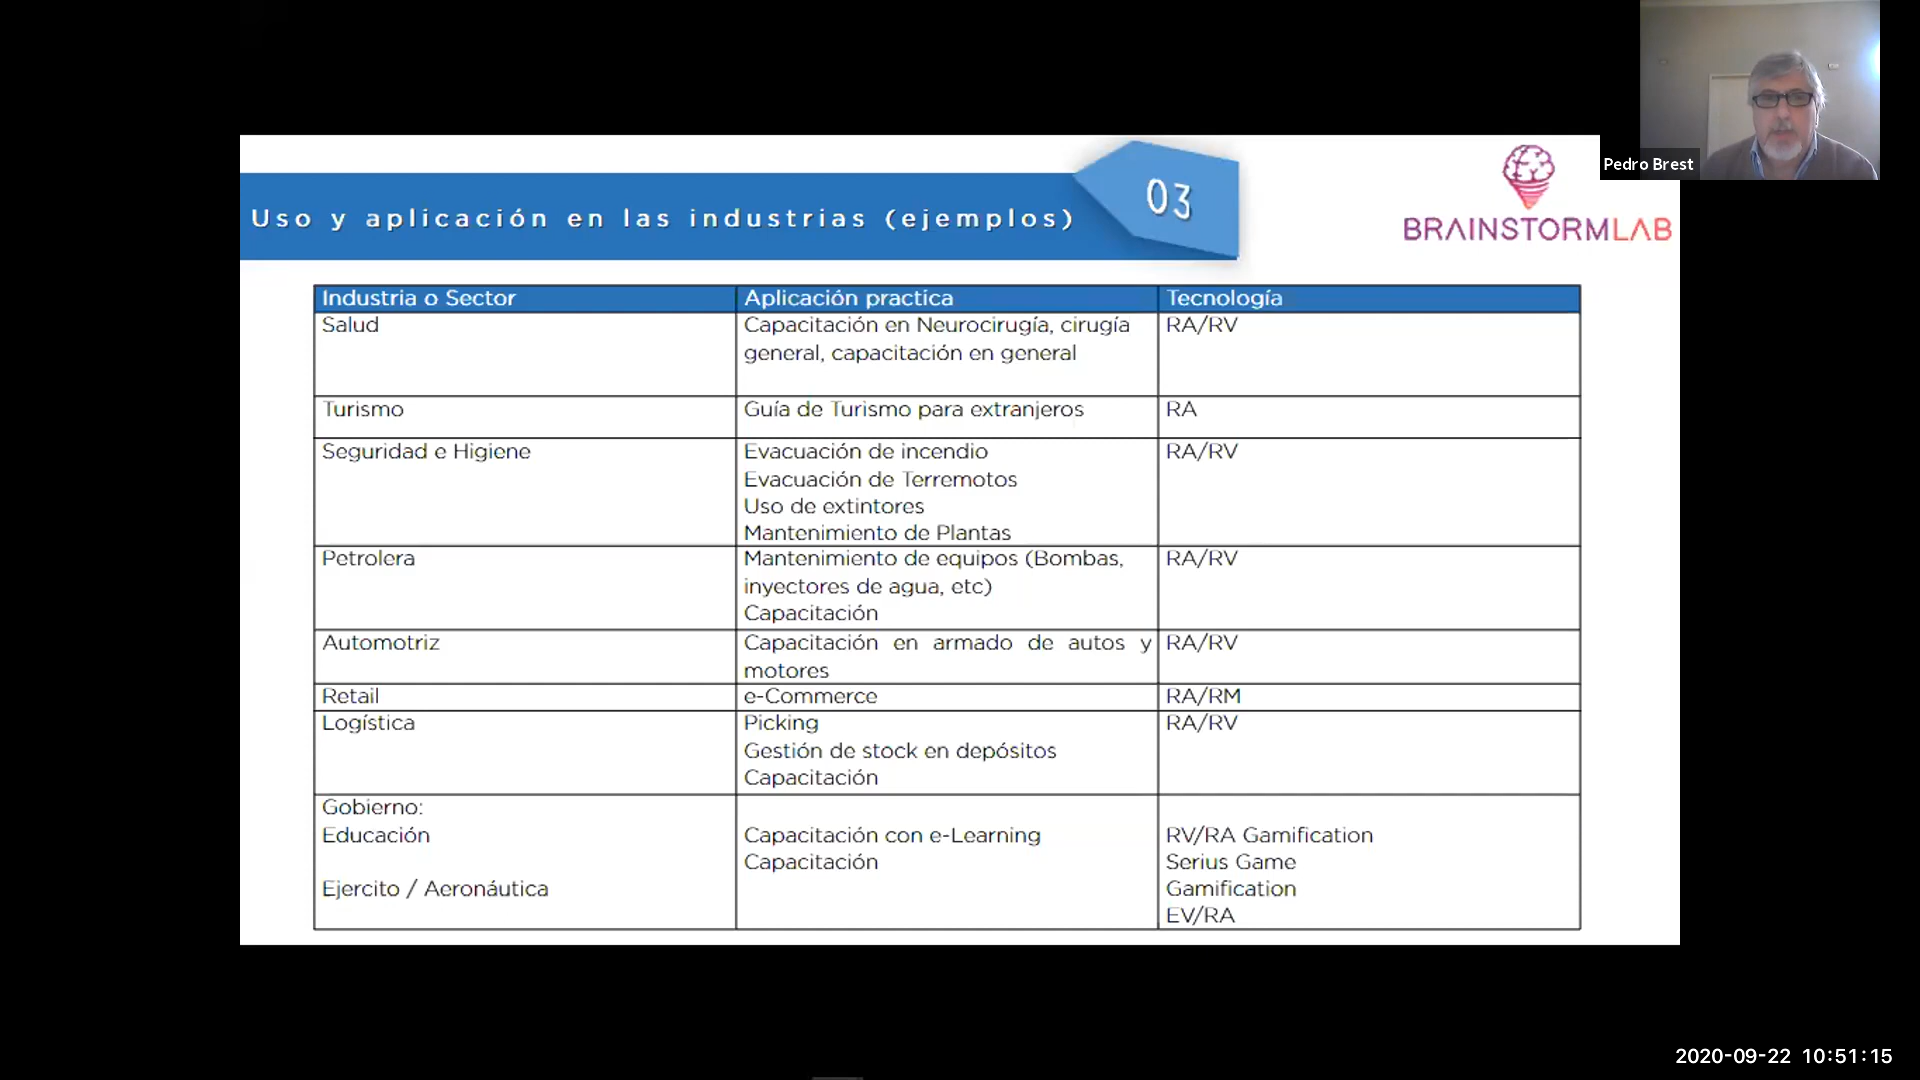 Pedro Brest
Uso y aplicación en las industrias (ejemplos)
03
BRAINSTORMLAB
Industria o Sector Aplicación practica Tecnología
Salud Capacitación en Neurocirugía, cirugía RA/RV
general, capacitación en general
Turismo Guía de Turismo para extranjeros RA
Seguridad e Higiene Evacuación de incendio RA/RV
Evacuación de Terremotos
Uso de extintores
Mantenimiento de Plantas
Petrolera Mantenimiento de equipos (Bombas, RA/RV
inyectores de agua, etc)
Capacitación
Automotriz Capacitación en armado de autos y RA/RV
motores
Retail e-Commerce RA/RM
Logística Picking RA/RV
Gestión de stock en depósitos
Capacitación
Gobierno:
Educación Capacitación con e-Learning RV/RA Gamification
Capacitación Serius Game
Ejercito / Aeronáutica Gamification
EV/RA
2020-09-22 10:51:15